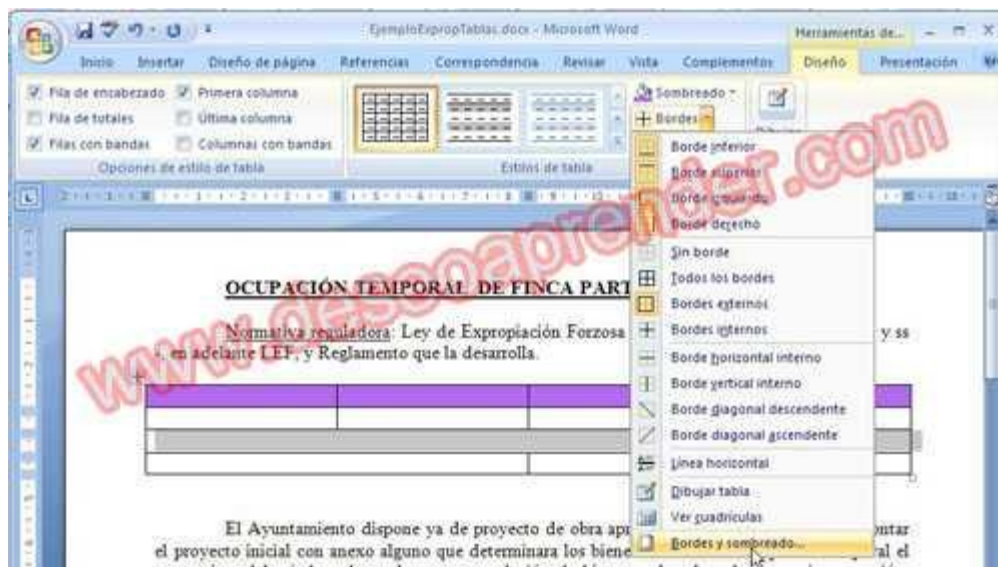 EjemploExpropTablas.docx - Microsoft Word
Herramientas de...
Inicio Insertar Diseño de página Referencias Correspondencia Revisar Vista Complementos Diseño Presentación
Fila de encabezado Primera columna
Fila de totales Última columna
Filas con bandas Columnas con bandas
Opciones de estilo de tabla
Estilos de tabla
Sombreado
Bordes
Borde inferior
Borde superior
Borde izquierdo
Borde derecho
Sin borde
Todos los bordes
Bordes externos
Bordes internos
Borde horizontal interno
Borde vertical interno
Borde diagonal descendente
Borde diagonal ascendente
Línea horizontal
Dibujar tabla
Ver cuadrículas
Bordes y sombreado...
www.deseoaprender.com
OCUPACIÓN TEMPORAL DE FINCA PART
Normativa reguladora: Ley de Expropiación Forzosa y ss
, en adelante LEF, y Reglamento que la desarrolla.
El Ayuntamiento dispone ya de proyecto de obra apr ontar
el proyecto inicial con anexo alguno que determinara los biene ral el